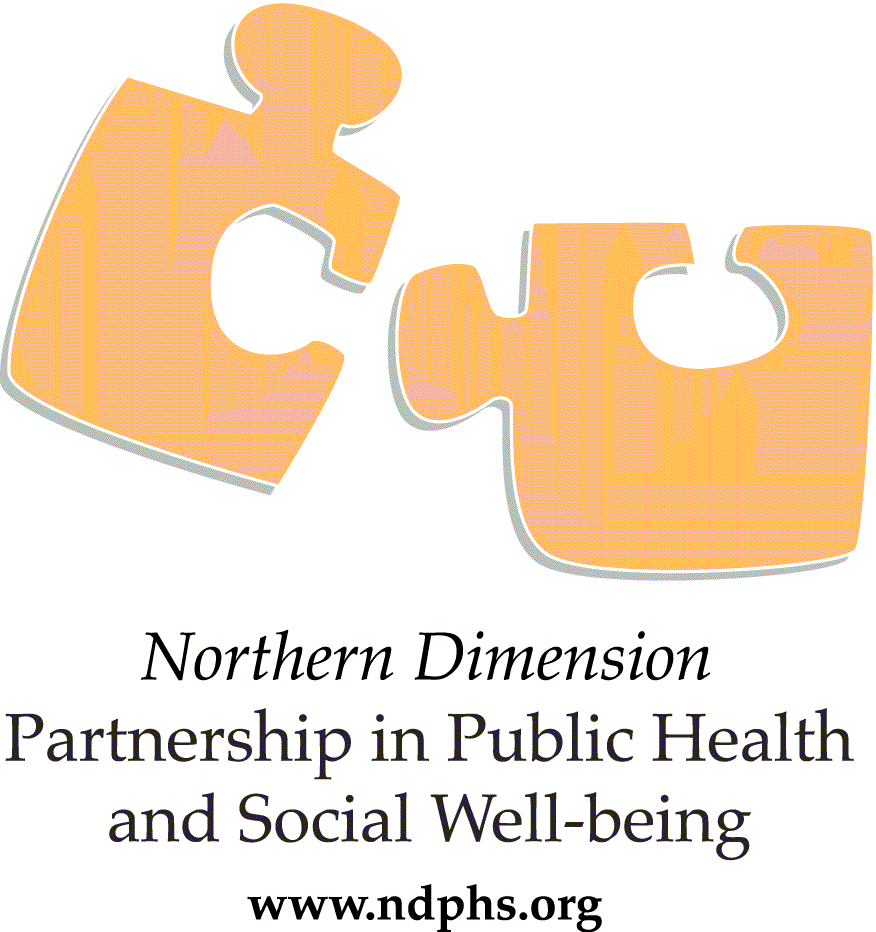 Northern Dimension
Partnership in Public Health
and Social Well-being
www.ndphs.org